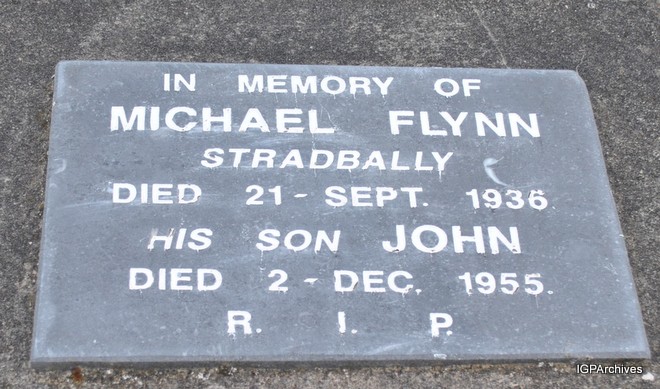 IN MEMORY OF
MICHAEL FLYNN
STRADBALLY
DIED 21 - SEPT. 1936
HIS SON JOHN
DIED 2 - DEC. 1955.
R. I. P.
IGPArchives